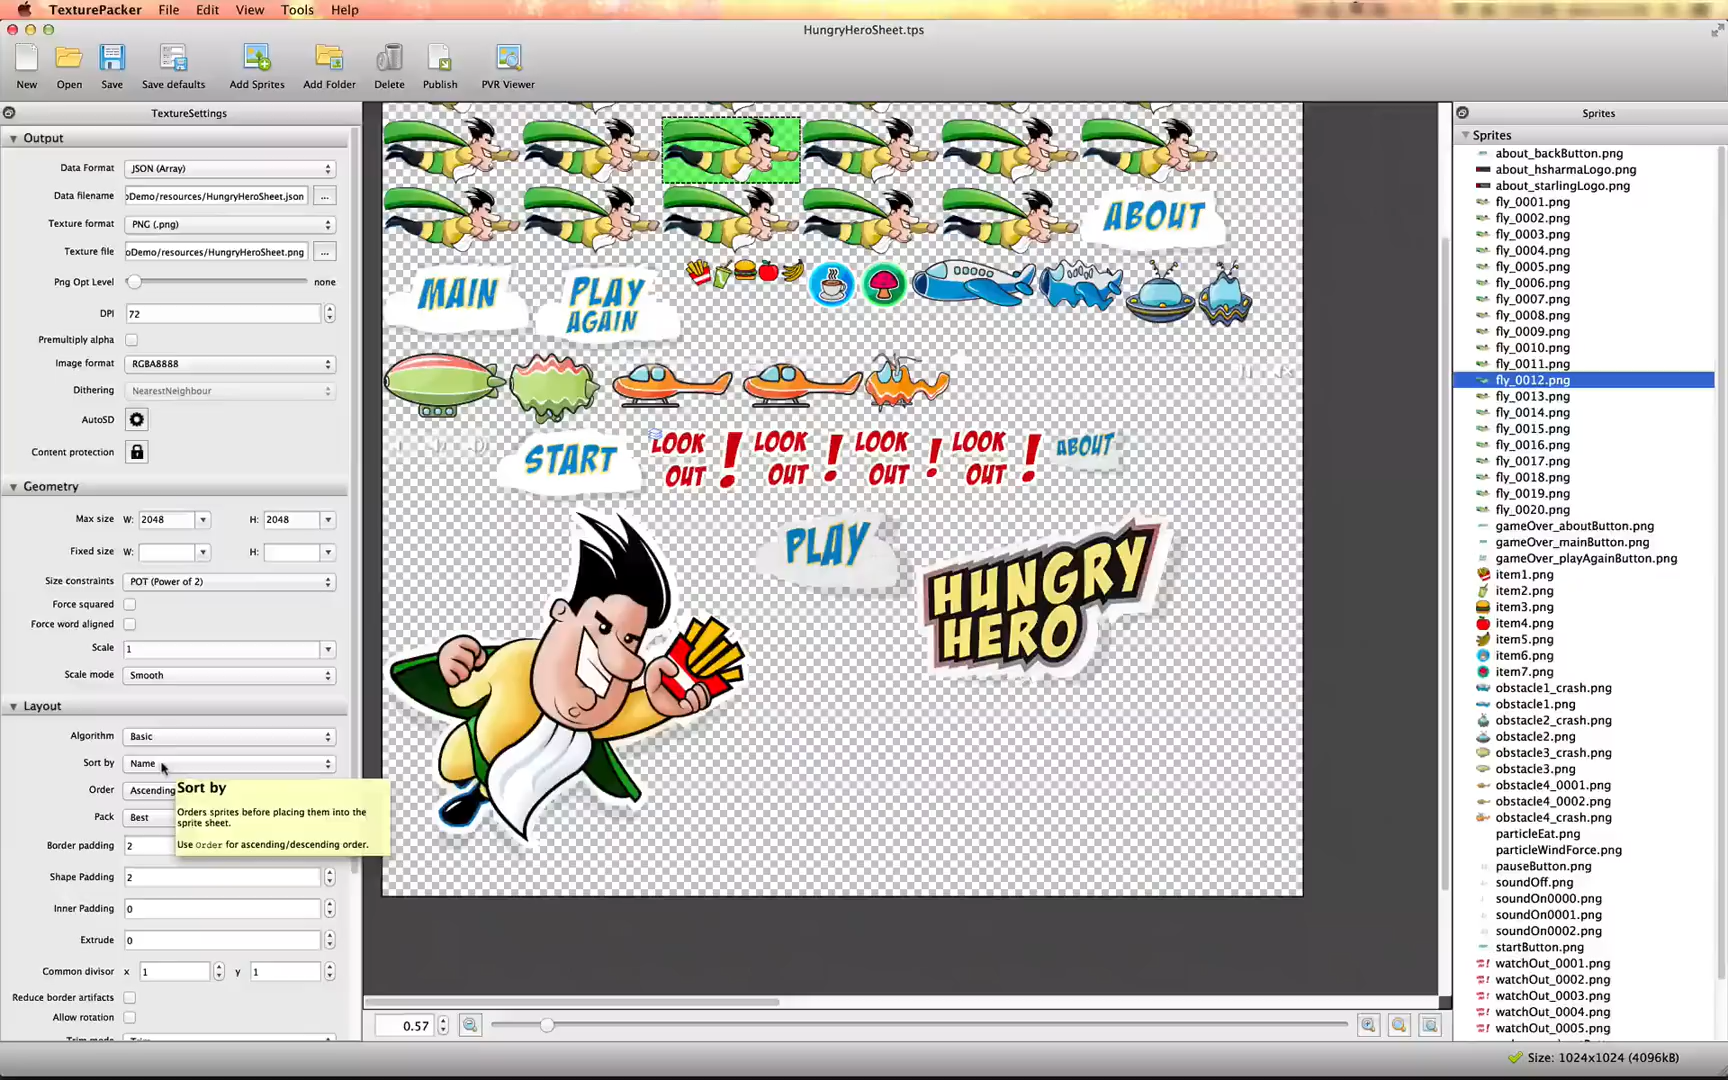 TexturePacker File Edit View Tools Help
HungryHeroSheet.tps
New Open Save Save defaults Add Sprites Add Folder Delete Publish PVR Viewer
TextureSettings
Output
Data Format JSON (Array)
Data filename oDemo/resources/HungryHeroSheet.json ...
Texture format PNG (.png)
Texture file oDemo/resources/HungryHeroSheet.png ...
Png Opt Level none
DPI 72
Premultiply alpha
Image format RGBA8888
Dithering NearestNeighbour
AutoSD
Content protection
Geometry
Max size W: 2048 H: 2048
Fixed size W: H:
Size constraints POT (Power of 2)
Force squared
Force word aligned
Scale 1
Scale mode Smooth
Layout
Algorithm Basic
Sort by Name
Order Ascending
Pack Best
Border padding 2
Shape Padding 2
Inner Padding 0
Extrude 0
Common divisor x 1 y 1
Reduce border artifacts
Allow rotation
Sort by
Orders sprites before placing them into the
sprite sheet.
Use Order for ascending/descending order.
ABOUT
MAIN
PLAY
AGAIN
START
LOOK
OUT !
LOOK
OUT !
LOOK
OUT !
LOOK
OUT !
ABOUT
PLAY
HUNGRY
HERO
0.57
Sprites
Sprites
about_backButton.png
about_hsharmaLogo.png
about_starlingLogo.png
fly_0001.png
fly_0002.png
fly_0003.png
fly_0004.png
fly_0005.png
fly_0006.png
fly_0007.png
fly_0008.png
fly_0009.png
fly_0010.png
fly_0011.png
fly_0012.png
fly_0013.png
fly_0014.png
fly_0015.png
fly_0016.png
fly_0017.png
fly_0018.png
fly_0019.png
fly_0020.png
gameOver_aboutButton.png
gameOver_mainButton.png
gameOver_playAgainButton.png
item1.png
item2.png
item3.png
item4.png
item5.png
item6.png
item7.png
obstacle1_crash.png
obstacle1.png
obstacle2_crash.png
obstacle2.png
obstacle3_crash.png
obstacle3.png
obstacle4_0001.png
obstacle4_0002.png
obstacle4_crash.png
particleEat.png
particleWindForce.png
pauseButton.png
soundOff.png
soundOn0000.png
soundOn0001.png
soundOn0002.png
startButton.png
watchOut_0001.png
watchOut_0002.png
watchOut_0003.png
watchOut_0004.png
watchOut_0005.png
Size: 1024x1024 (4096kB)